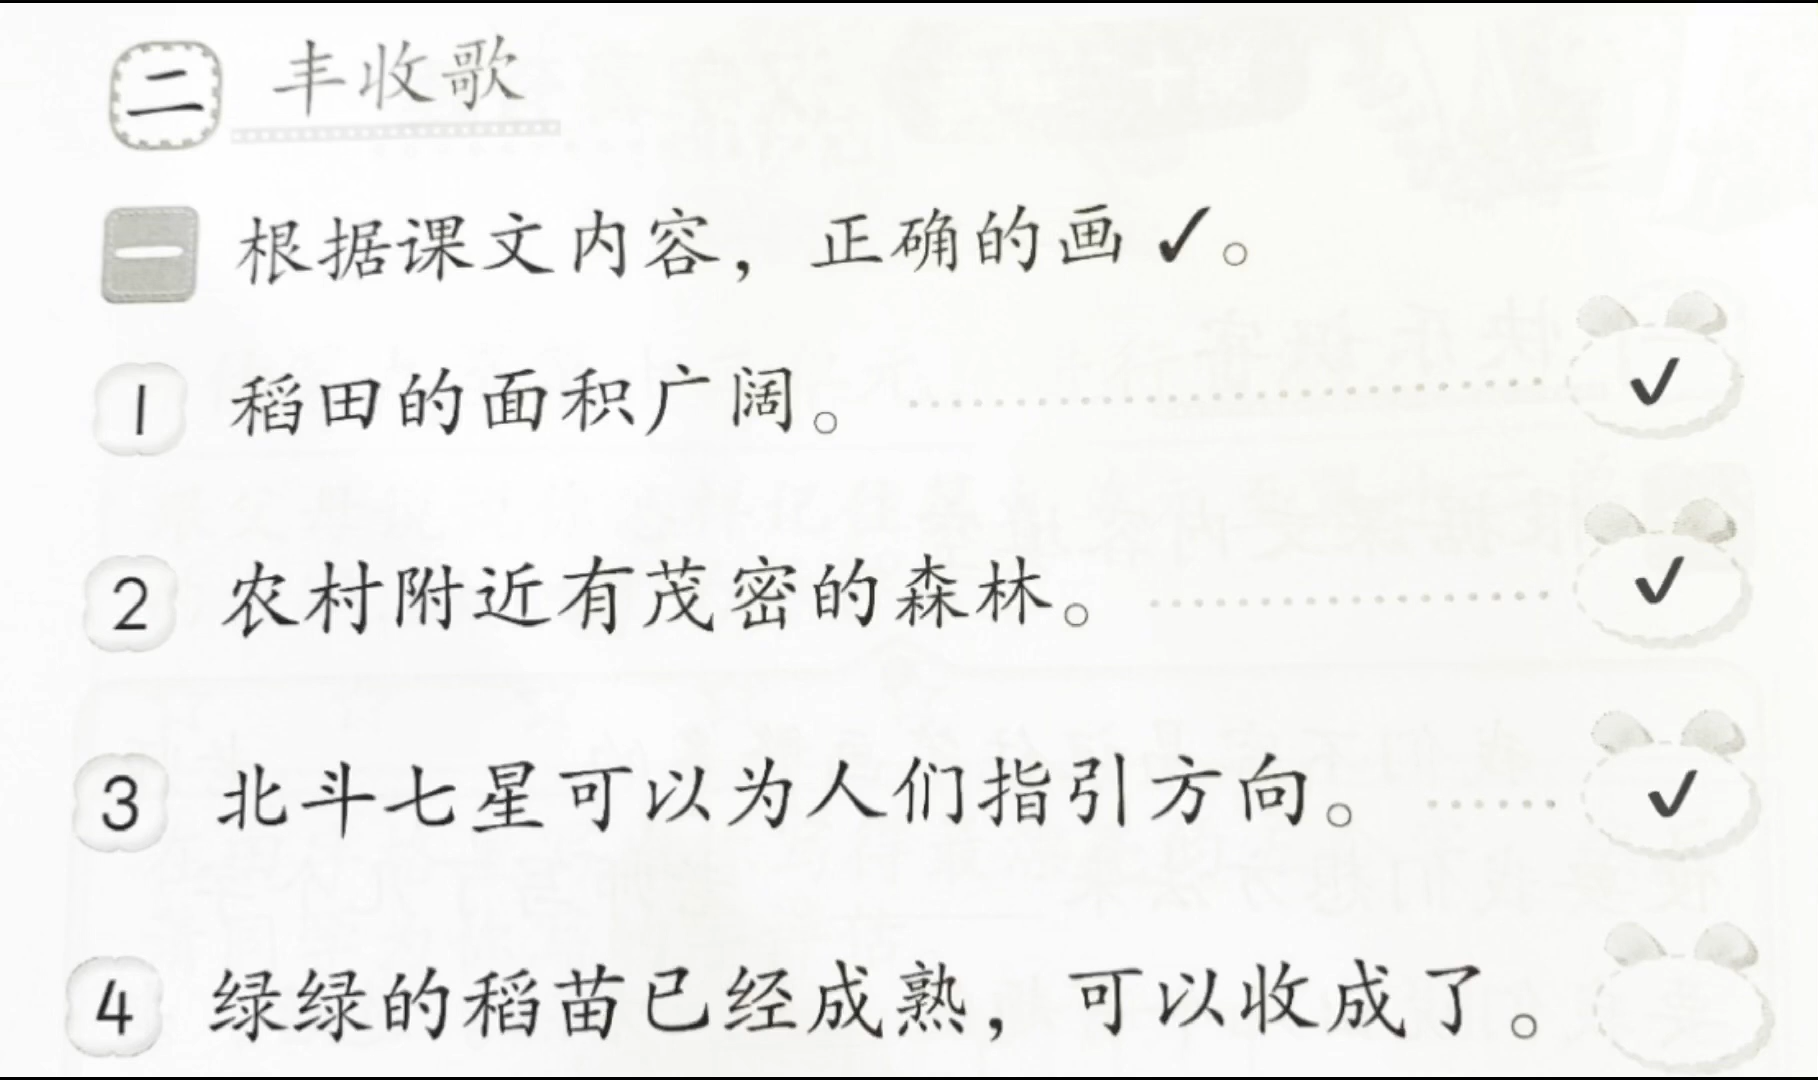 二 丰收歌
一 根据课文内容，正确的画✓。
1 稻田的面积广阔。 ✓
2 农村附近有茂密的森林。 ✓
3 北斗七星可以为人们指引方向。 ✓
4 绿绿的稻苗已经成熟，可以收成了。